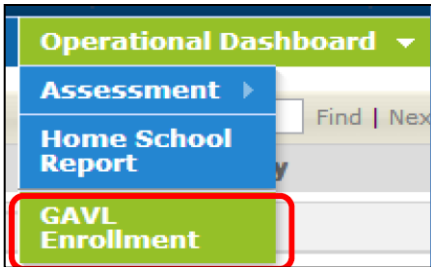 Operational Dashboard
Assessment
Find | Nex
Home School
Report
y
GAVL
Enrollment